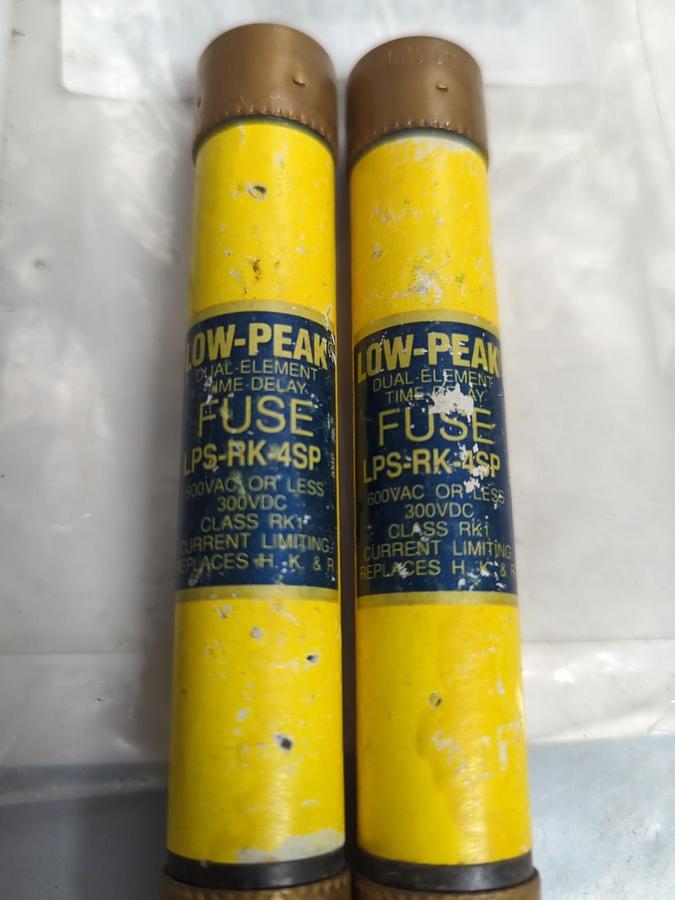 LOW-PEAK®
DUAL-ELEMENT
TIME-DELAY
FUSE
LPS-RK-4SP
600VAC OR LESS
300VDC
CLASS RK1
CURRENT LIMITING
REPLACES H, K & R
LOW-PEAK
DUAL-ELEMENT
TIME-DELAY
FUSE
LPS-RK-4SP
600VAC OR LESS
300VDC
CLASS RK1
CURRENT LIMITING
REPLACES H, K & R